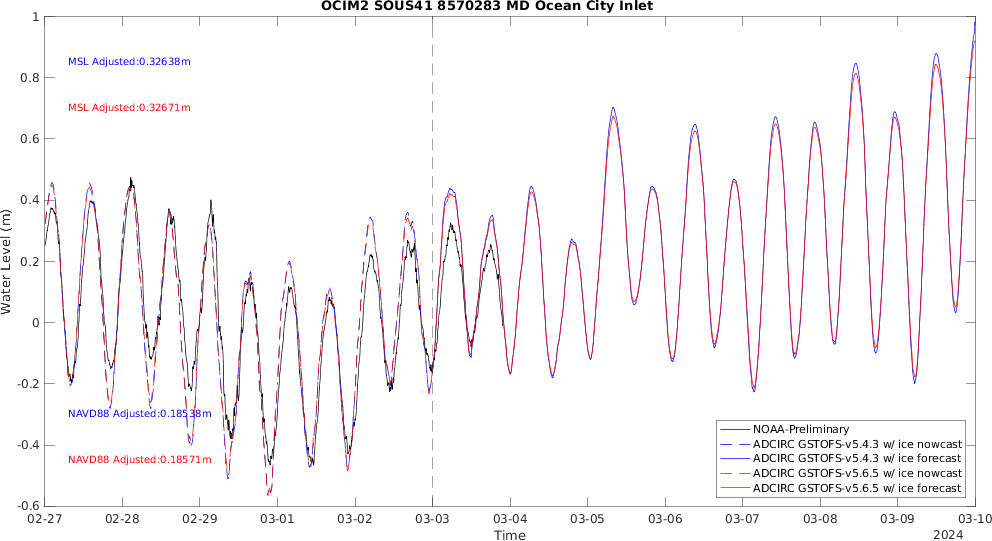 OCIM2 SOUS41 8570283 MD Ocean City Inlet
Water Level (m)
1
0.8
0.6
0.4
0.2
0
-0.2
-0.4
-0.6
MSL Adjusted:0.32638m
MSL Adjusted:0.32671m
NAVD88 Adjusted:0.18538m
NAVD88 Adjusted:0.18571m
NOAA-Preliminary
ADCIRC GSTOFS-v5.4.3 w/ ice nowcast
ADCIRC GSTOFS-v5.4.3 w/ ice forecast
ADCIRC GSTOFS-v5.6.5 w/ ice nowcast
ADCIRC GSTOFS-v5.6.5 w/ ice forecast
02-27 02-28 02-29 03-01 03-02 03-03 03-04 03-05 03-06 03-07 03-08 03-09 03-10
Time
2024